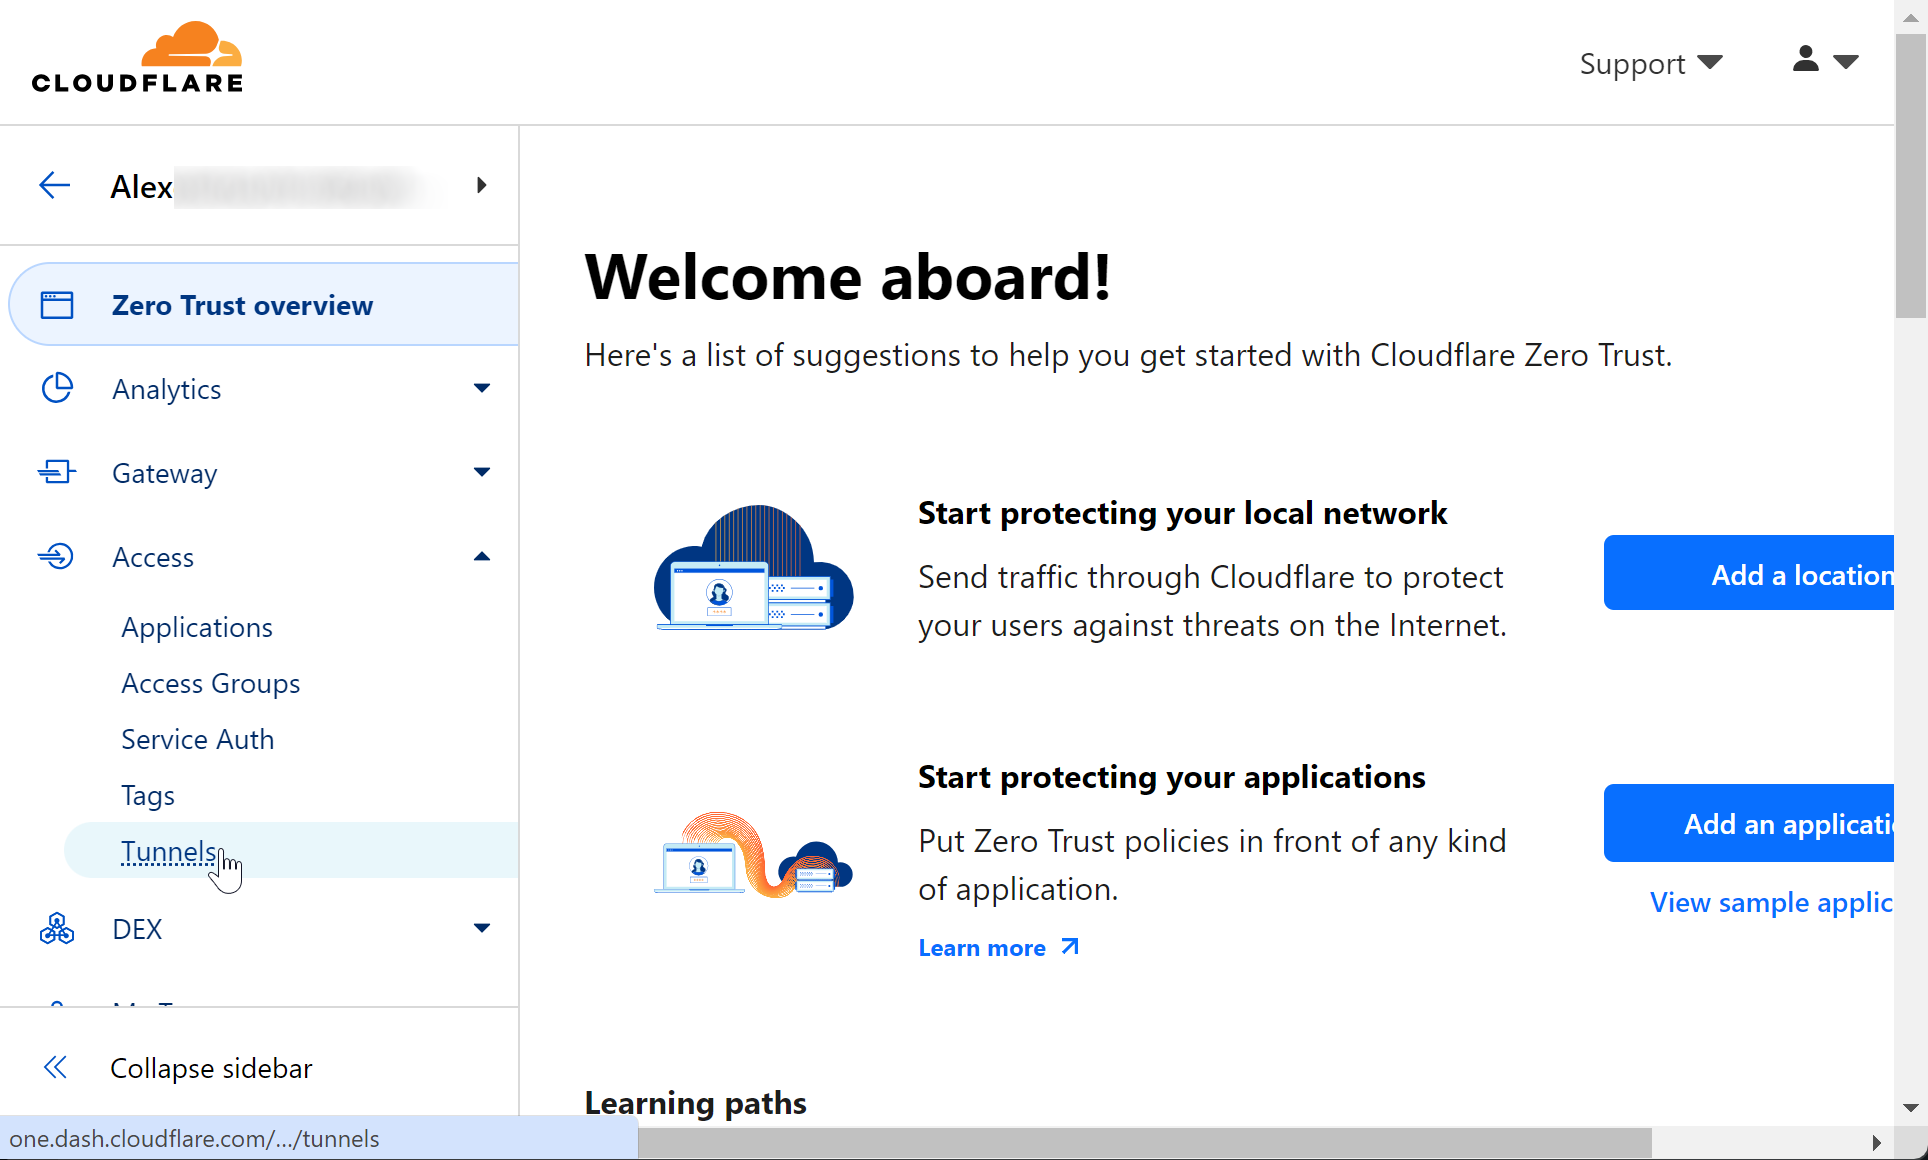 CLOUDFLARE
Support
Alex
Zero Trust overview
Analytics
Gateway
Access
Applications
Access Groups
Service Auth
Tags
Tunnels
DEX
Collapse sidebar
one.dash.cloudflare.com/.../tunnels
Welcome aboard!
Here's a list of suggestions to help you get started with Cloudflare Zero Trust.
Start protecting your local network
Send traffic through Cloudflare to protect
your users against threats on the Internet.
Add a location
Start protecting your applications
Put Zero Trust policies in front of any kind
of application.
Learn more
Add an applicati
View sample applic
Learning paths